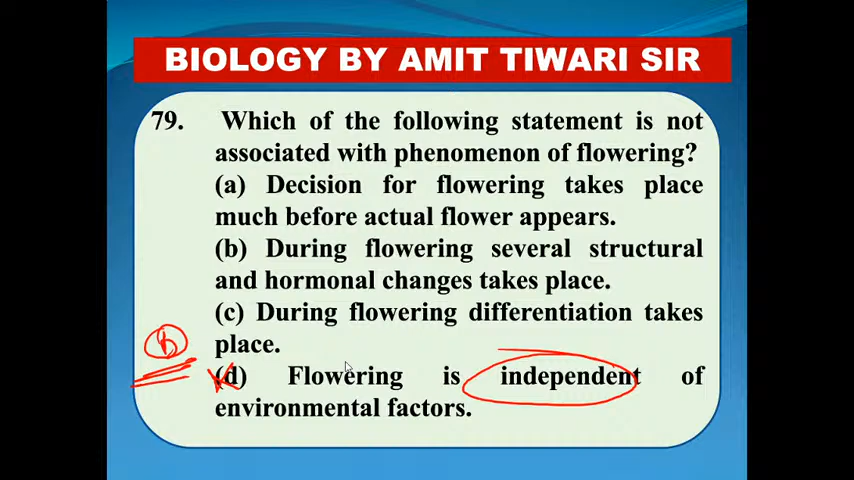 BIOLOGY BY AMIT TIWARI SIR
79. Which of the following statement is not
associated with phenomenon of flowering?
(a) Decision for flowering takes place
much before actual flower appears.
(b) During flowering several structural
and hormonal changes takes place.
(c) During flowering differentiation takes
place.
(d) Flowering is independent of
environmental factors.